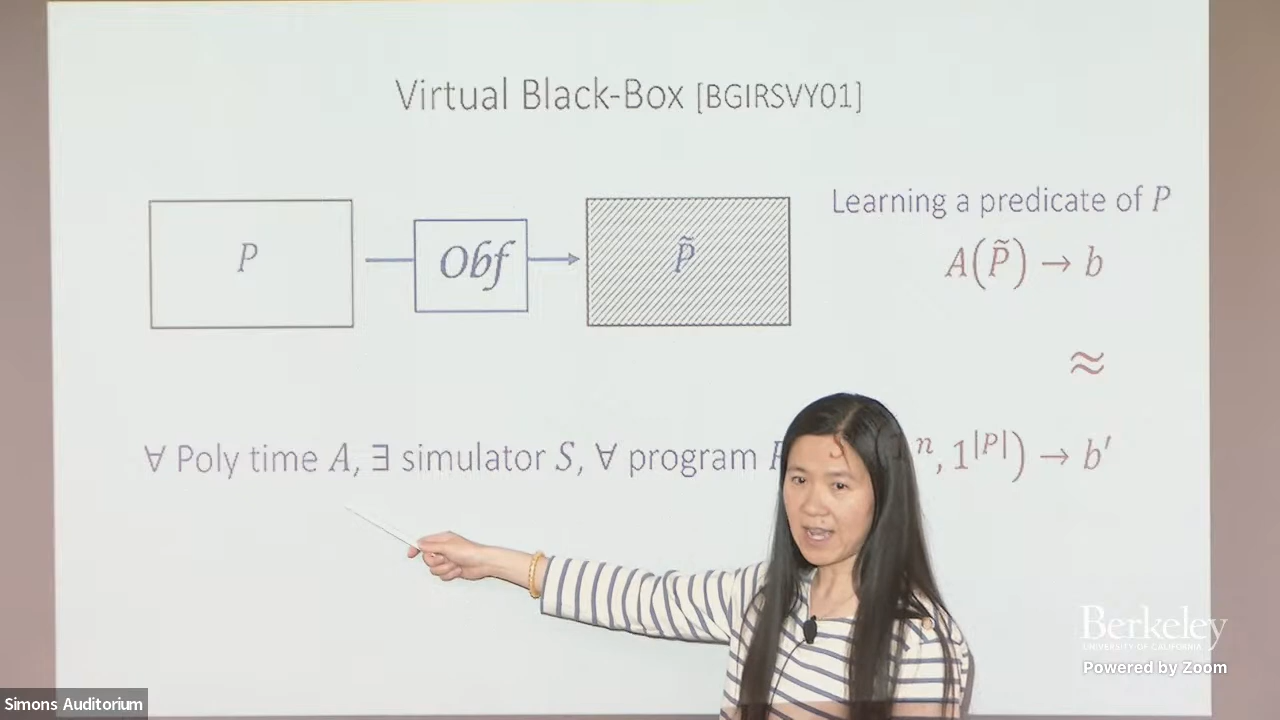 Virtual Black-Box [BGIRSVY01]
Learning a predicate of P
P
Obf
P̃
A(P̃) → b
≈
∀ Poly time A, ∃ simulator S, ∀ program
n, 1|P|) → b′
Berkeley
UNIVERSITY OF CALIFORNIA
Powered by Zoom
Simons Auditorium